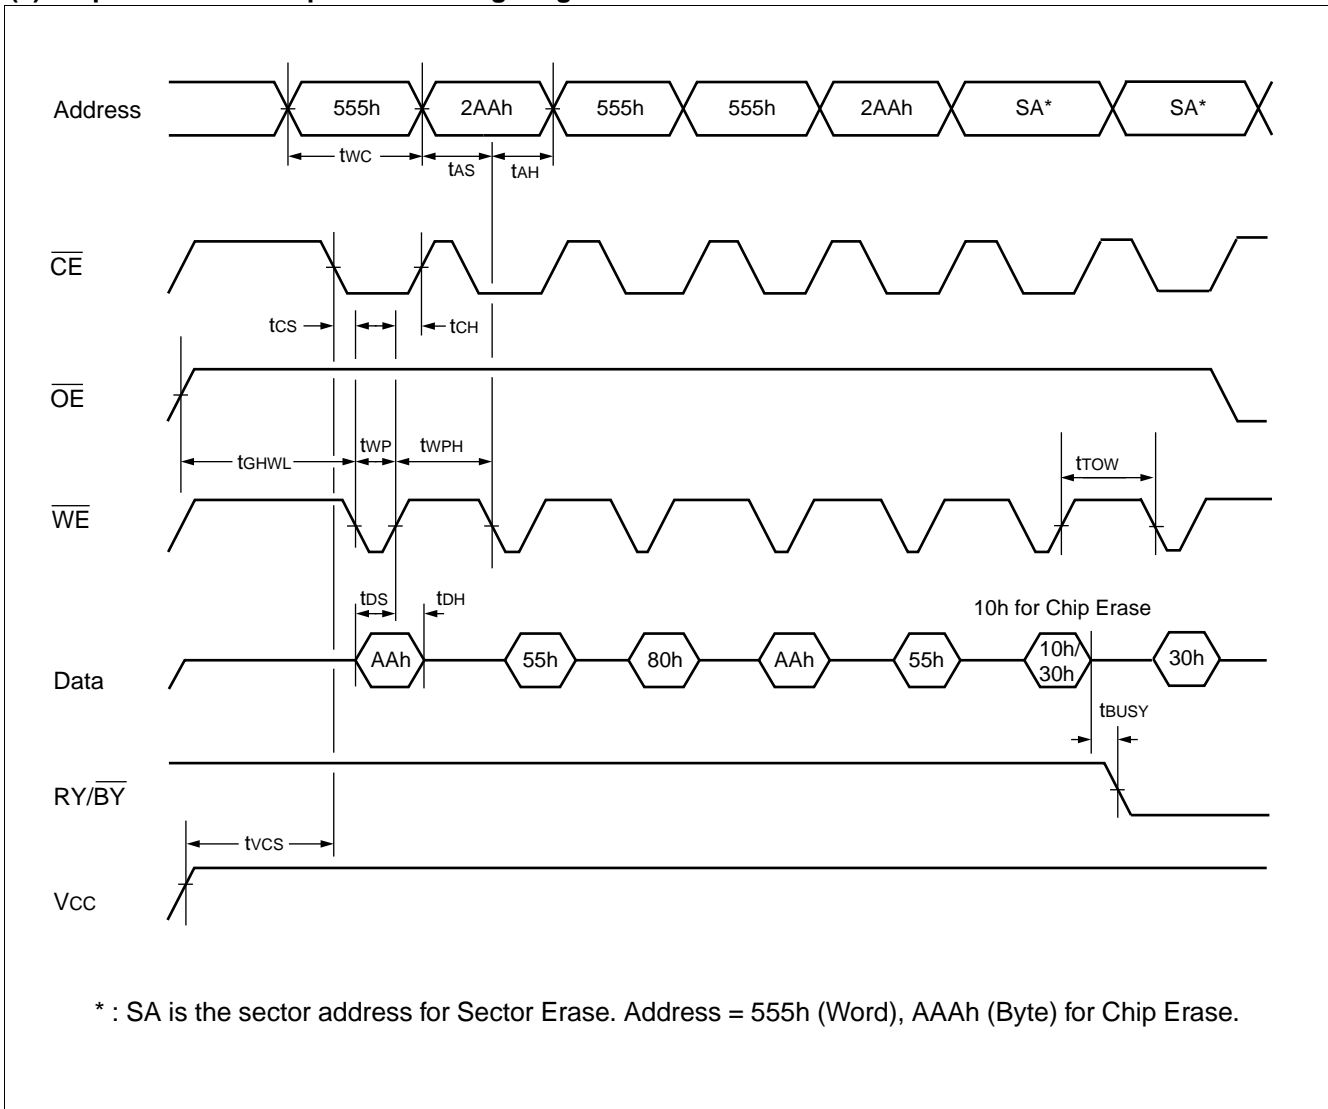 Address
555h
2AAh
555h
555h
2AAh
SA*
SA*
tWC
tAS
tAH
CE
tCS
tCH
OE
tGHWL
tWP
tWPH
tTOW
WE
tDS
tDH
10h for Chip Erase
Data
AAh
55h
80h
AAh
55h
10h/
30h
30h
tBUSY
RY/BY
tVCS
VCC
* : SA is the sector address for Sector Erase. Address = 555h (Word), AAAh (Byte) for Chip Erase.